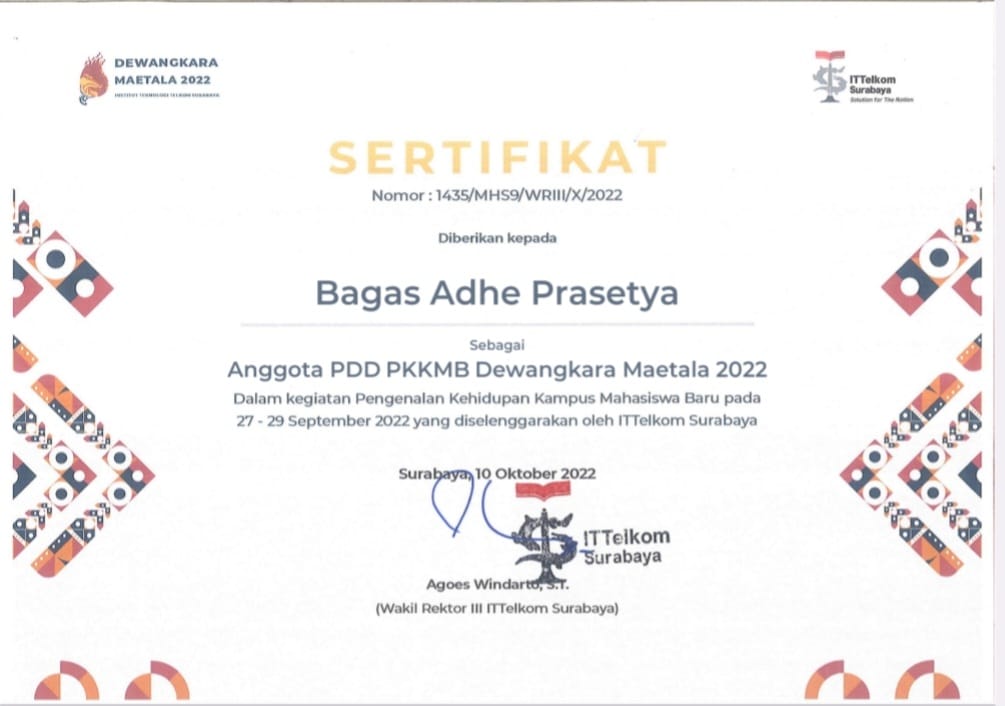 DEWANGKARA
MAETALA 2022
INSTITUT TEKNOLOGI TELKOM SURABAYA
ITTelkom
Surabaya
Solution for The Nation
SERTIFIKAT
Nomor : 1435/MHS9/WRIII/X/2022
Diberikan kepada
Bagas Adhe Prasetya
Sebagai
Anggota PDD PKKMB Dewangkara Maetala 2022
Dalam kegiatan Pengenalan Kehidupan Kampus Mahasiswa Baru pada
27 - 29 September 2022 yang diselenggarakan oleh ITTelkom Surabaya
Surabaya, 10 Oktober 2022
ITTelkom
Surabaya
Agoes Windarto, S.T.
(Wakil Rektor III ITTelkom Surabaya)